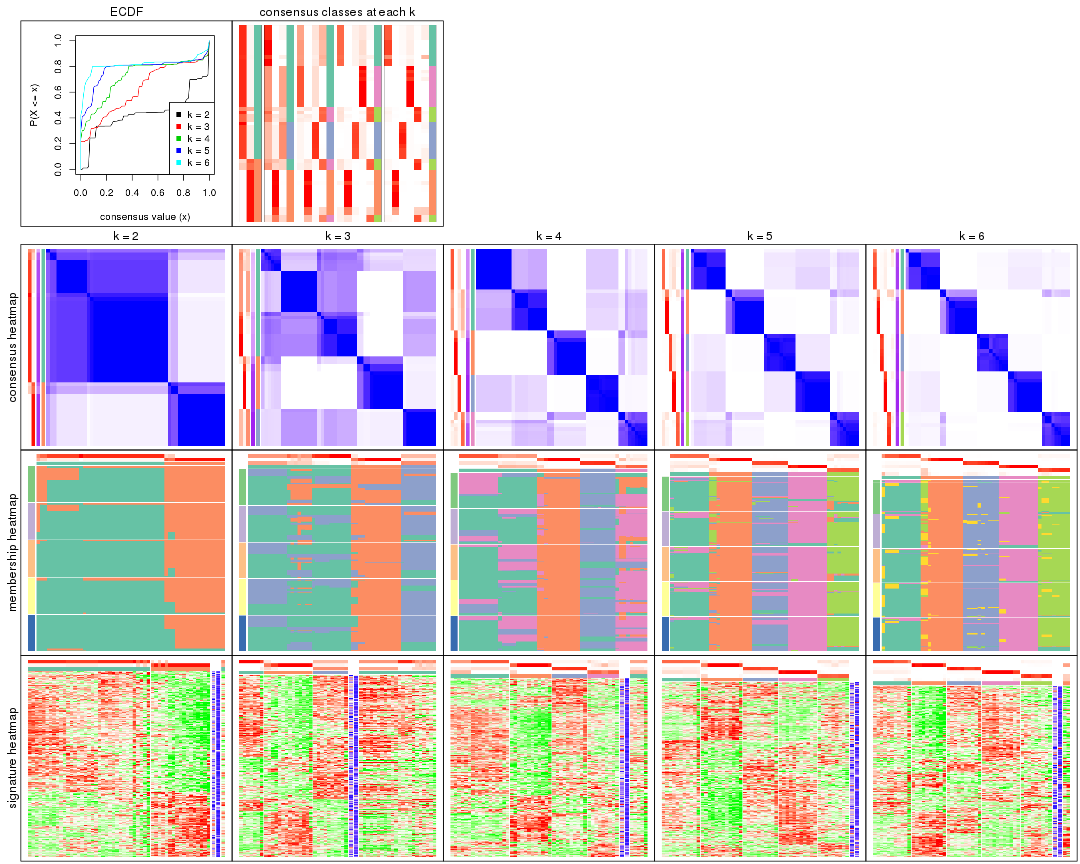 ECDF
consensus classes at each k
P(X <= x)
0.0 0.2 0.4 0.6 0.8 1.0
k = 2
k = 3
k = 4
k = 5
k = 6
0.0 0.2 0.4 0.6 0.8 1.0
consensus value (x)
k = 2
k = 3
k = 4
k = 5
k = 6
consensus heatmap
membership heatmap
signature heatmap